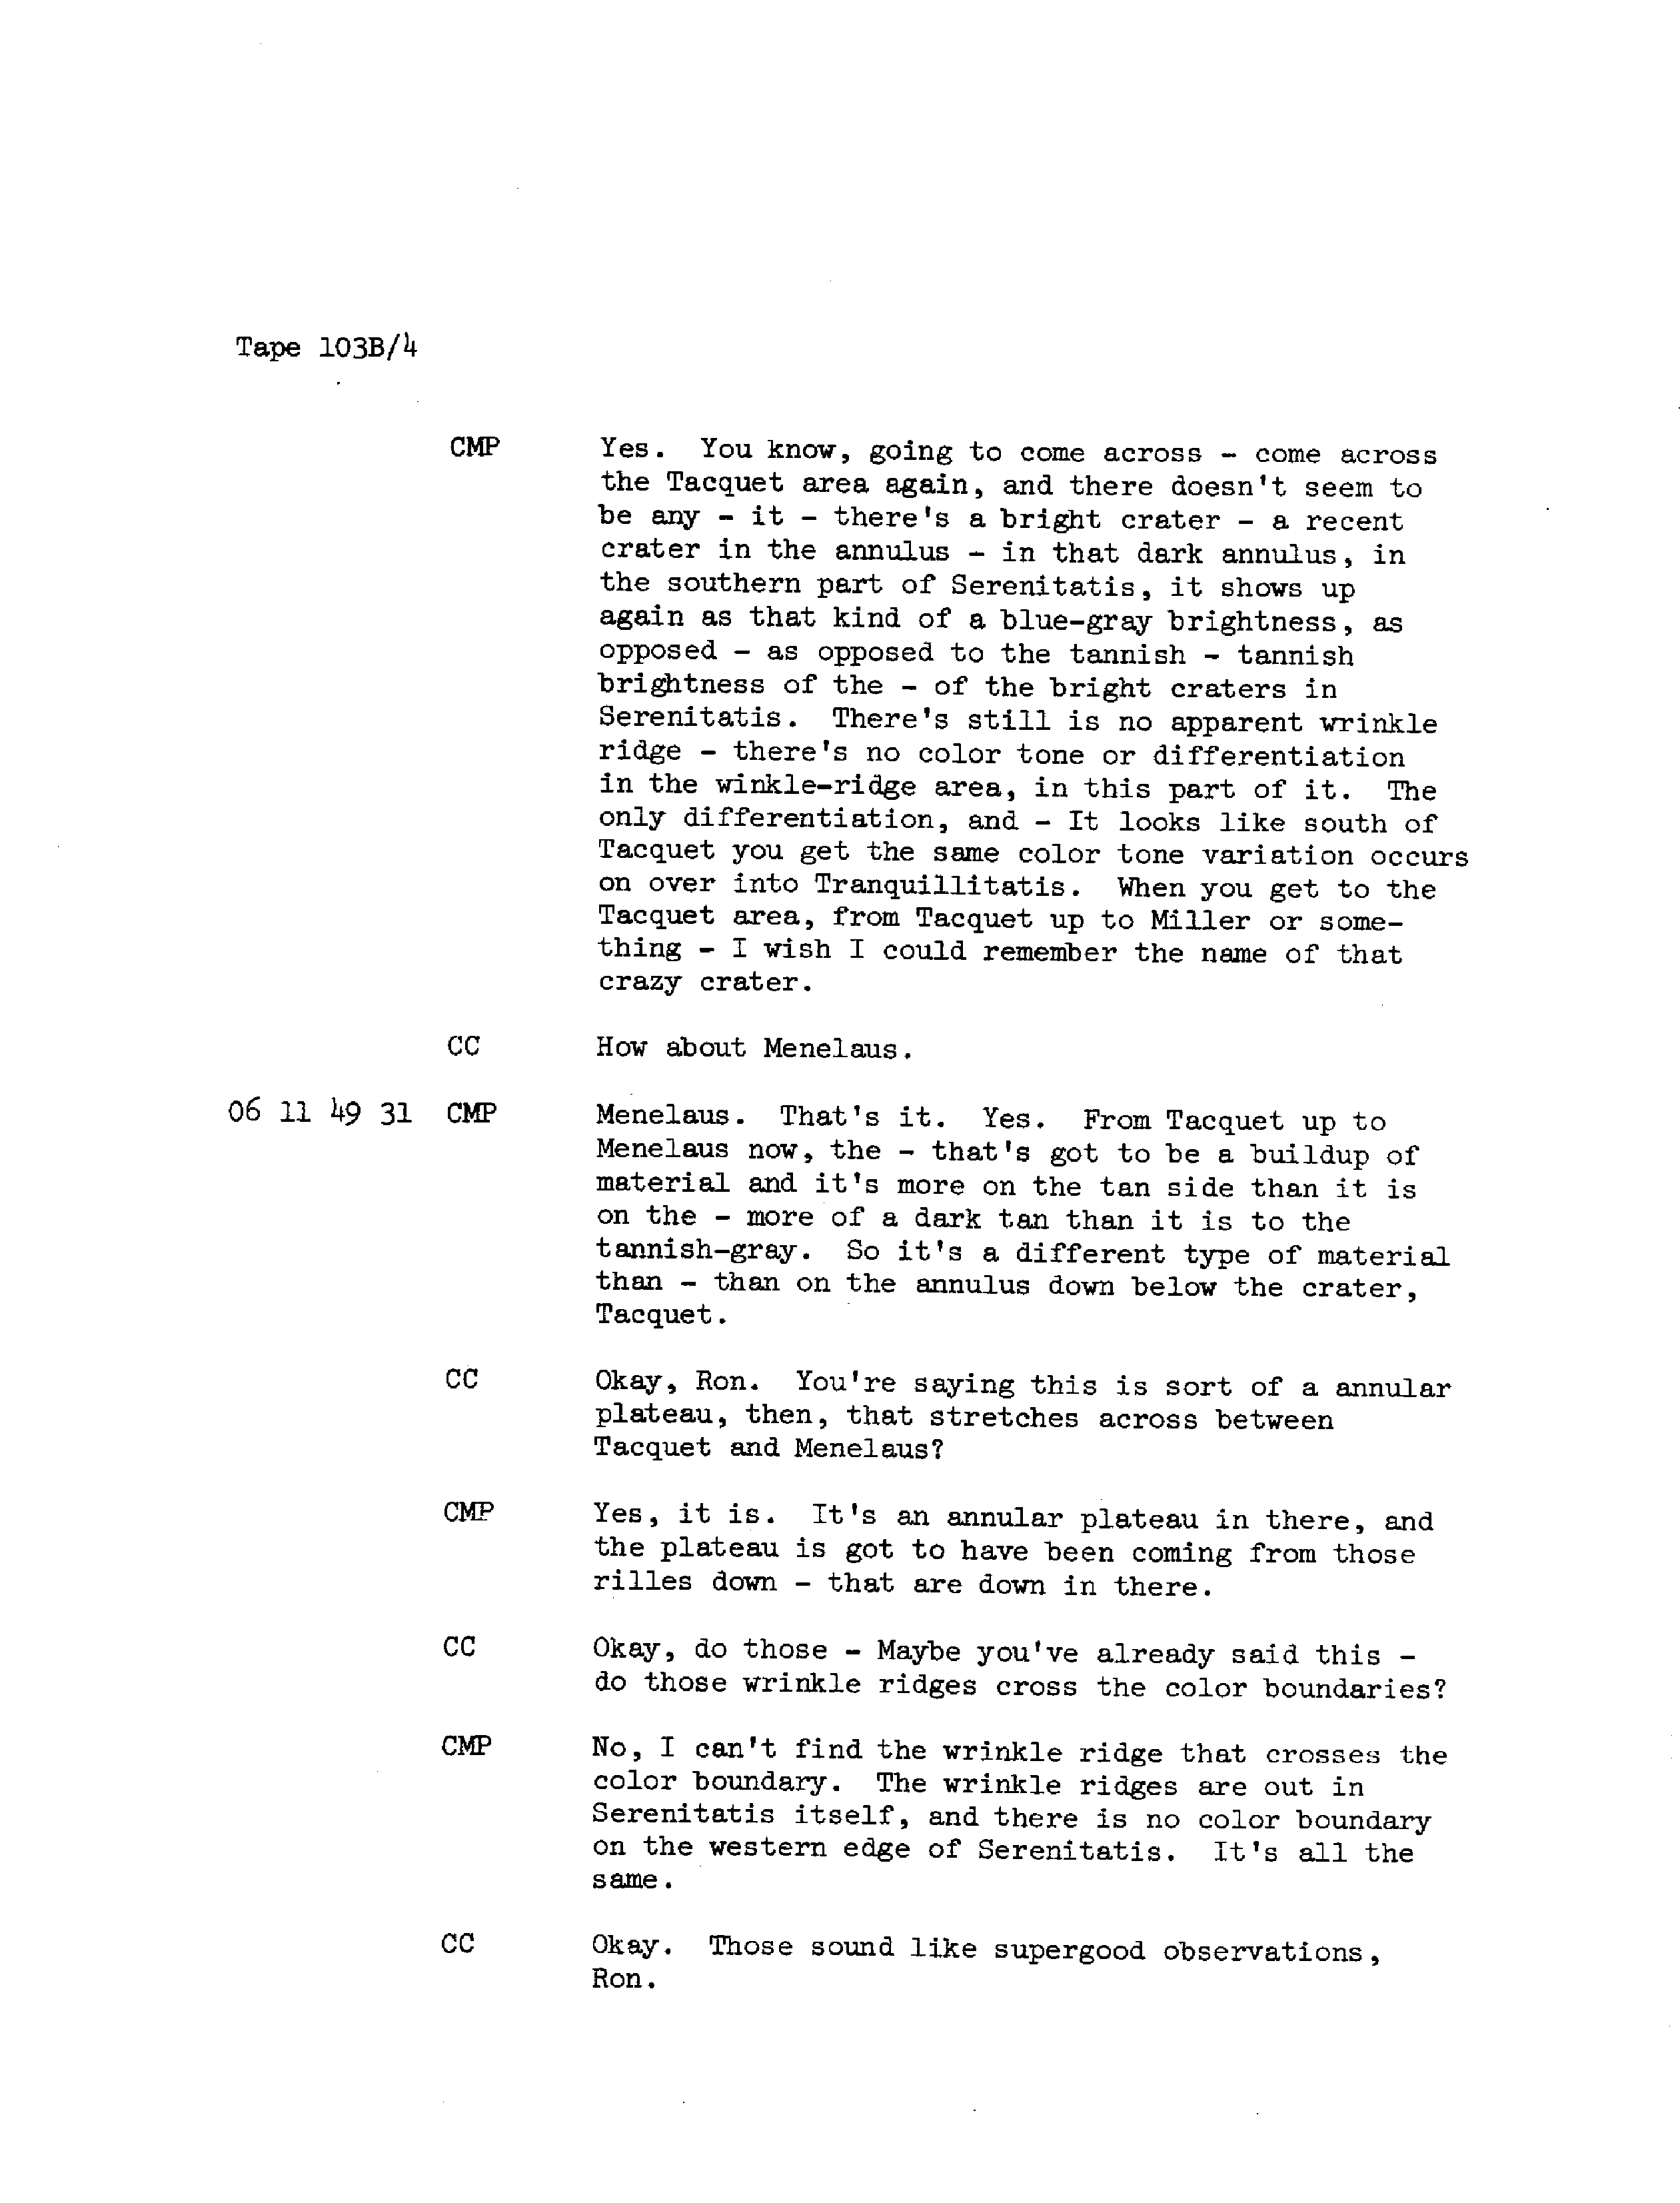 Tape 103B/4
CMP Yes. You know, going to come across - come across
the Tacquet area again, and there doesn't seem to
be any - it - there's a bright crater - a recent
crater in the annulus - in that dark annulus, in
the southern part of Serenitatis, it shows up
again as that kind of a blue-gray brightness, as
opposed - as opposed to the tannish - tannish
brightness of the - of the bright craters in
Serenitatis. There's still is no apparent wrinkle
ridge - there's no color tone or differentiation
in the winkle-ridge area, in this part of it. The
only differentiation, and - It looks like south of
Tacquet you get the same color tone variation occurs
on over into Tranquillitatis. When you get to the
Tacquet area, from Tacquet up to Miller or some-
thing - I wish I could remember the name of that
crazy crater.
CC How about Menelaus.
06 11 49 31 CMP Menelaus. That's it. Yes. From Tacquet up to
Menelaus now, the - that's got to be a buildup of
material and it's more on the tan side than it is
on the - more of a dark tan than it is to the
tannish-gray. So it's a different type of material
than - than on the annulus down below the crater,
Tacquet.
CC Okay, Ron. You're saying this is sort of a annular
plateau, then, that stretches across between
Tacquet and Menelaus?
CMP Yes, it is. It's an annular plateau in there, and
the plateau is got to have been coming from those
rilles down - that are down in there.
CC Okay, do those - Maybe you've already said this -
do those wrinkle ridges cross the color boundaries?
CMP No, I can't find the wrinkle ridge that crosses the
color boundary. The wrinkle ridges are out in
Serenitatis itself, and there is no color boundary
on the western edge of Serenitatis. It's all the
same.
CC Okay. Those sound like supergood observations,
Ron.